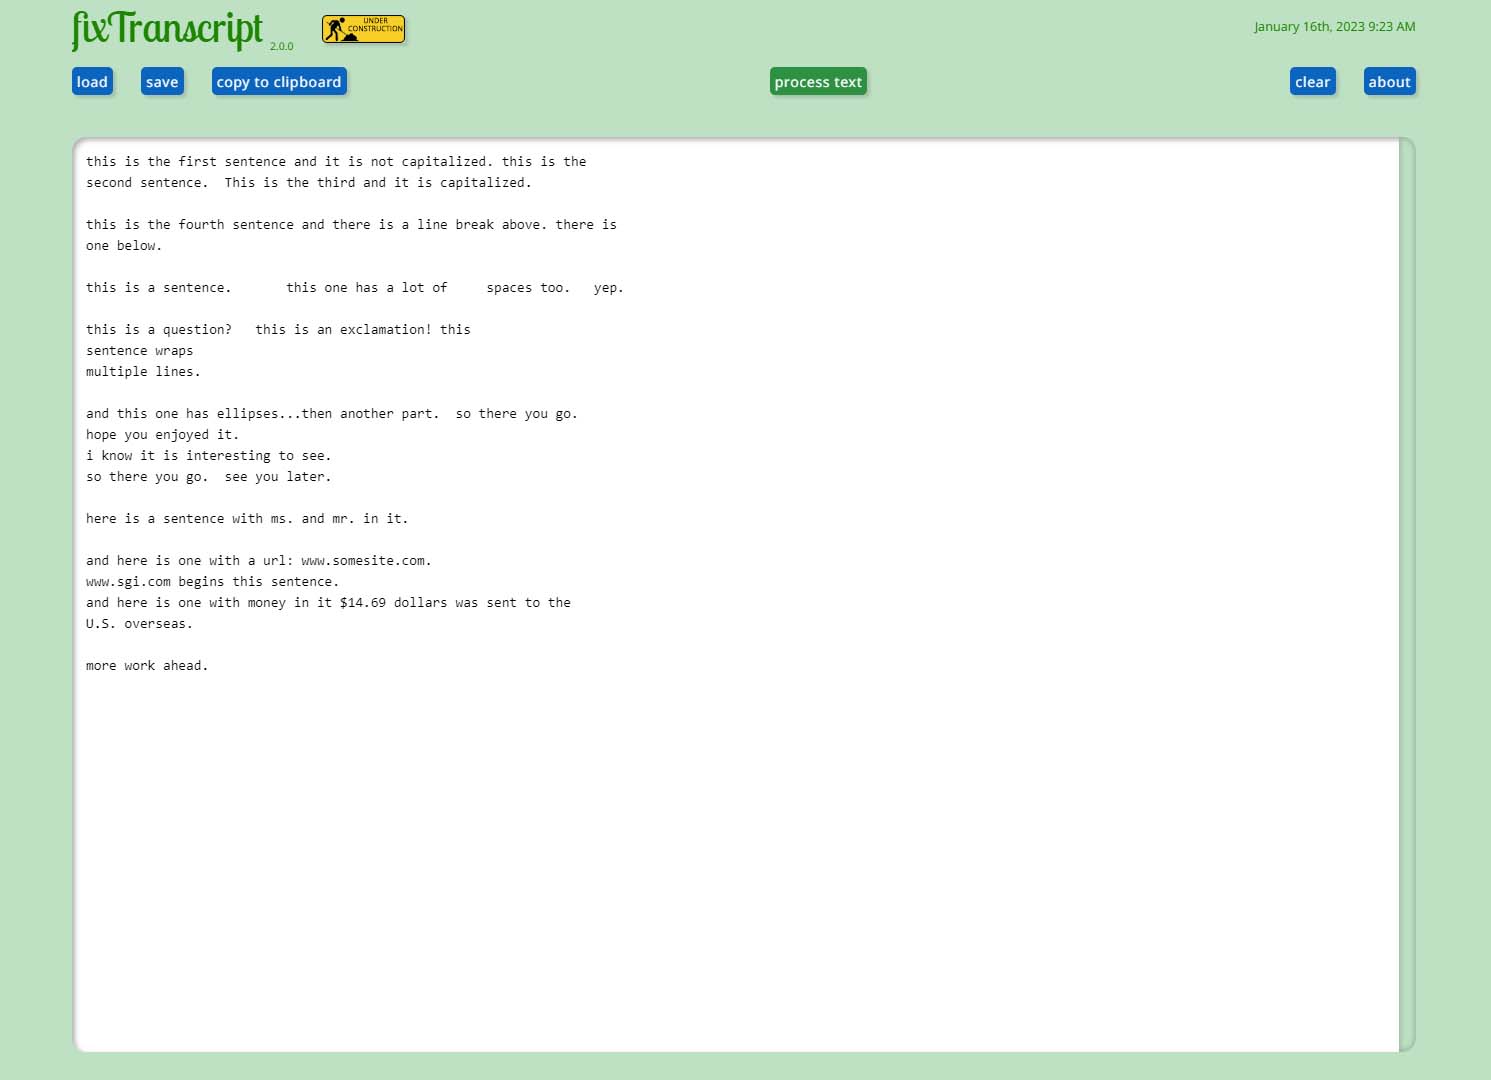 fixTranscript 2.0.0
UNDER CONSTRUCTION
January 16th, 2023 9:23 AM
load save copy to clipboard process text clear about
this is the first sentence and it is not capitalized. this is the
second sentence.  This is the third and it is capitalized.
this is the fourth sentence and there is a line break above. there is
one below.
this is a sentence.       this one has a lot of     spaces too.   yep.
this is a question?   this is an exclamation! this
sentence wraps
multiple lines.
and this one has ellipses...then another part.  so there you go.
hope you enjoyed it.
i know it is interesting to see.
so there you go.  see you later.
here is a sentence with ms. and mr. in it.
and here is one with a url: www.somesite.com.
www.sgi.com begins this sentence.
and here is one with money in it $14.69 dollars was sent to the
U.S. overseas.
more work ahead.